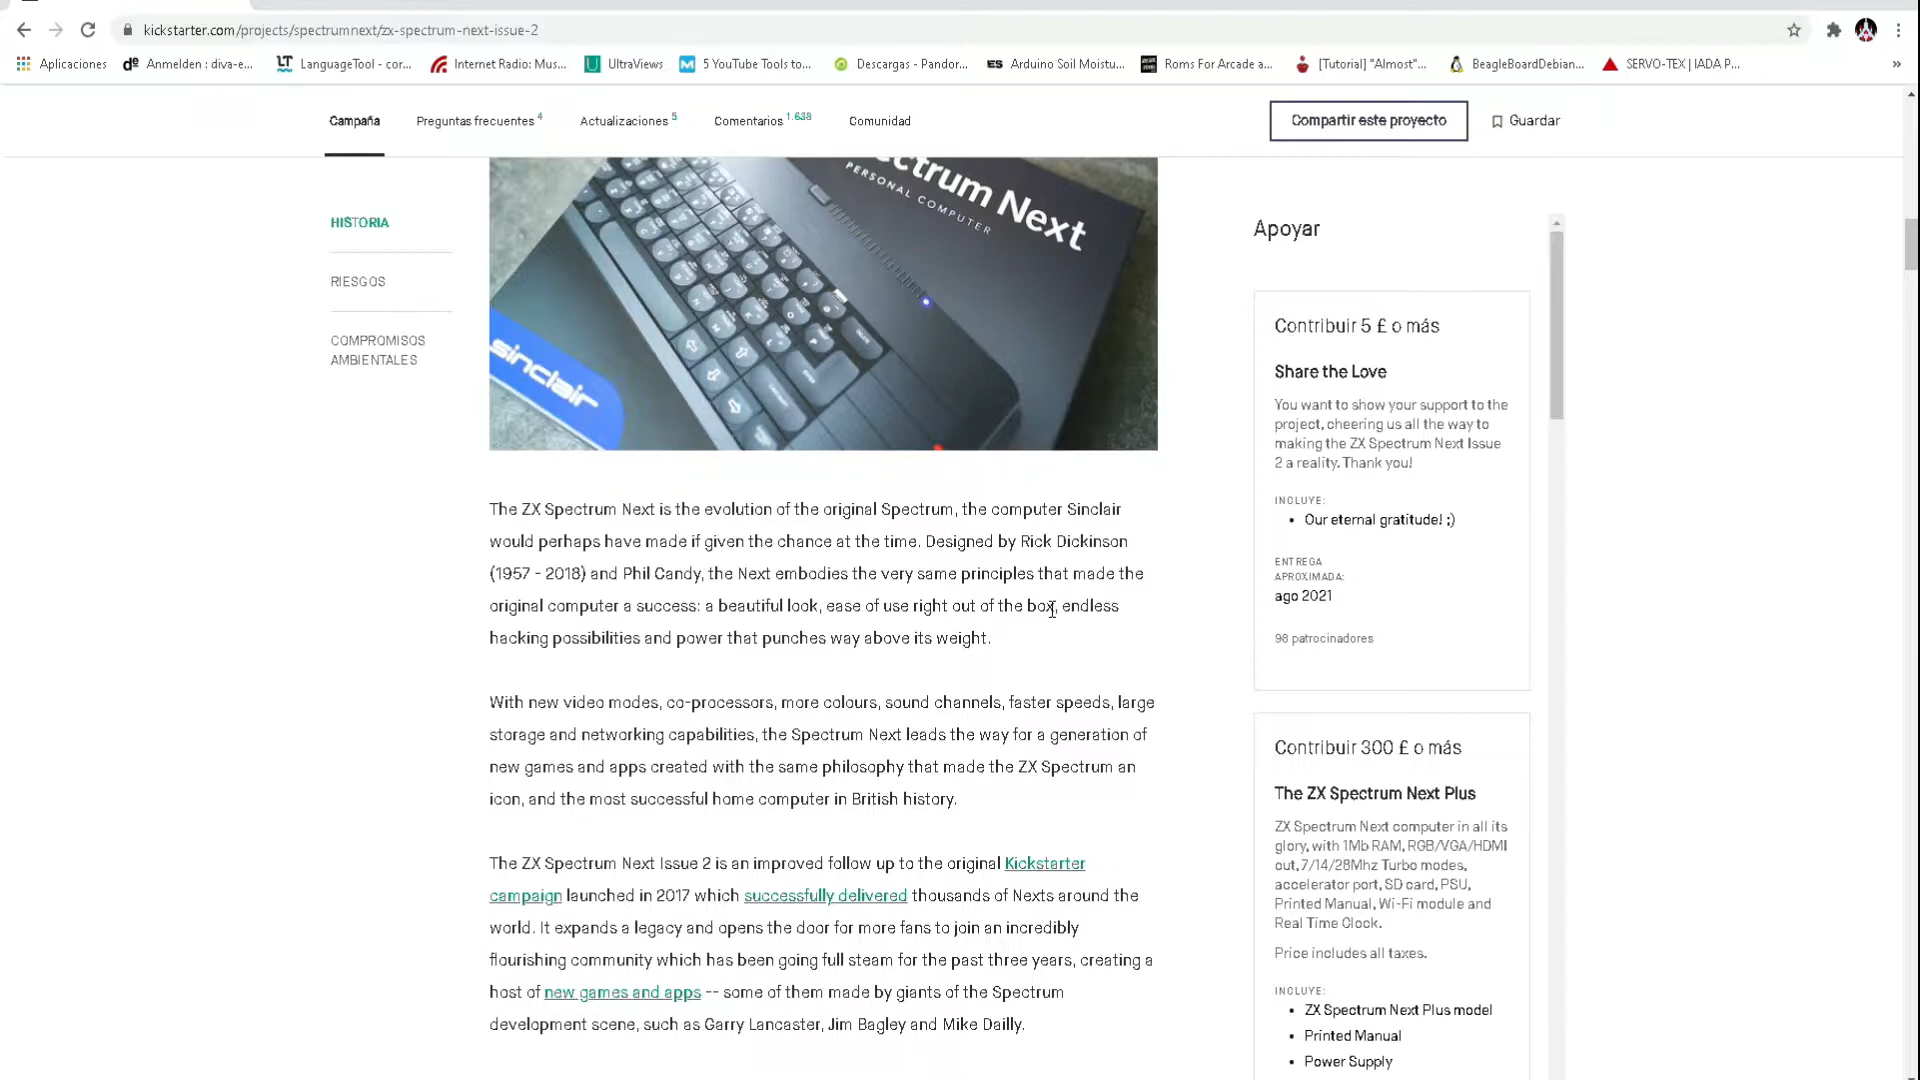 kickstarter.com/projects/spectrumnext/zx-spectrum-next-issue-2
Aplicaciones
Anmelden : diva-e...
LanguageTool - cor...
Internet Radio: Mus...
UltraViews
5 YouTube Tools to...
Descargas - Pandor...
Arduino Soil Moistu...
Roms For Arcade a...
[Tutorial] "Almost"...
BeagleBoardDebian...
SERVO-TEX | IADA P...
»
Campaña
Preguntas frecuentes 4
Actualizaciones 5
Comentarios 1.638
Comunidad
Compartir este proyecto
Guardar
HISTORIA
RIESGOS
COMPROMISOS
AMBIENTALES
ectrum Next
PERSONAL COMPUTER
sinclair
The ZX Spectrum Next is the evolution of the original Spectrum, the computer Sinclair
would perhaps have made if given the chance at the time. Designed by Rick Dickinson
(1957 - 2018) and Phil Candy, the Next embodies the very same principles that made the
original computer a success: a beautiful look, ease of use right out of the box, endless
hacking possibilities and power that punches way above its weight.
With new video modes, co-processors, more colours, sound channels, faster speeds, large
storage and networking capabilities, the Spectrum Next leads the way for a generation of
new games and apps created with the same philosophy that made the ZX Spectrum an
icon, and the most successful home computer in British history.
The ZX Spectrum Next Issue 2 is an improved follow up to the original Kickstarter
campaign launched in 2017 which successfully delivered thousands of Nexts around the
world. It expands a legacy and opens the door for more fans to join an incredibly
flourishing community which has been going full steam for the past three years, creating a
host of new games and apps -- some of them made by giants of the Spectrum
development scene, such as Garry Lancaster, Jim Bagley and Mike Dailly.
Apoyar
Contribuir 5 £ o más
Share the Love
You want to show your support to the
project, cheering us all the way to
making the ZX Spectrum Next Issue
2 a reality. Thank you!
INCLUYE:
• Our eternal gratitude! ;)
ENTREGA
APROXIMADA:
ago 2021
98 patrocinadores
Contribuir 300 £ o más
The ZX Spectrum Next Plus
ZX Spectrum Next computer in all its
glory, with 1Mb RAM, RGB/VGA/HDMI
out, 7/14/28Mhz Turbo modes,
accelerator port, SD card, PSU,
Printed Manual, Wi-Fi module and
Real Time Clock.
Price includes all taxes.
INCLUYE:
• ZX Spectrum Next Plus model
• Printed Manual
• Power Supply